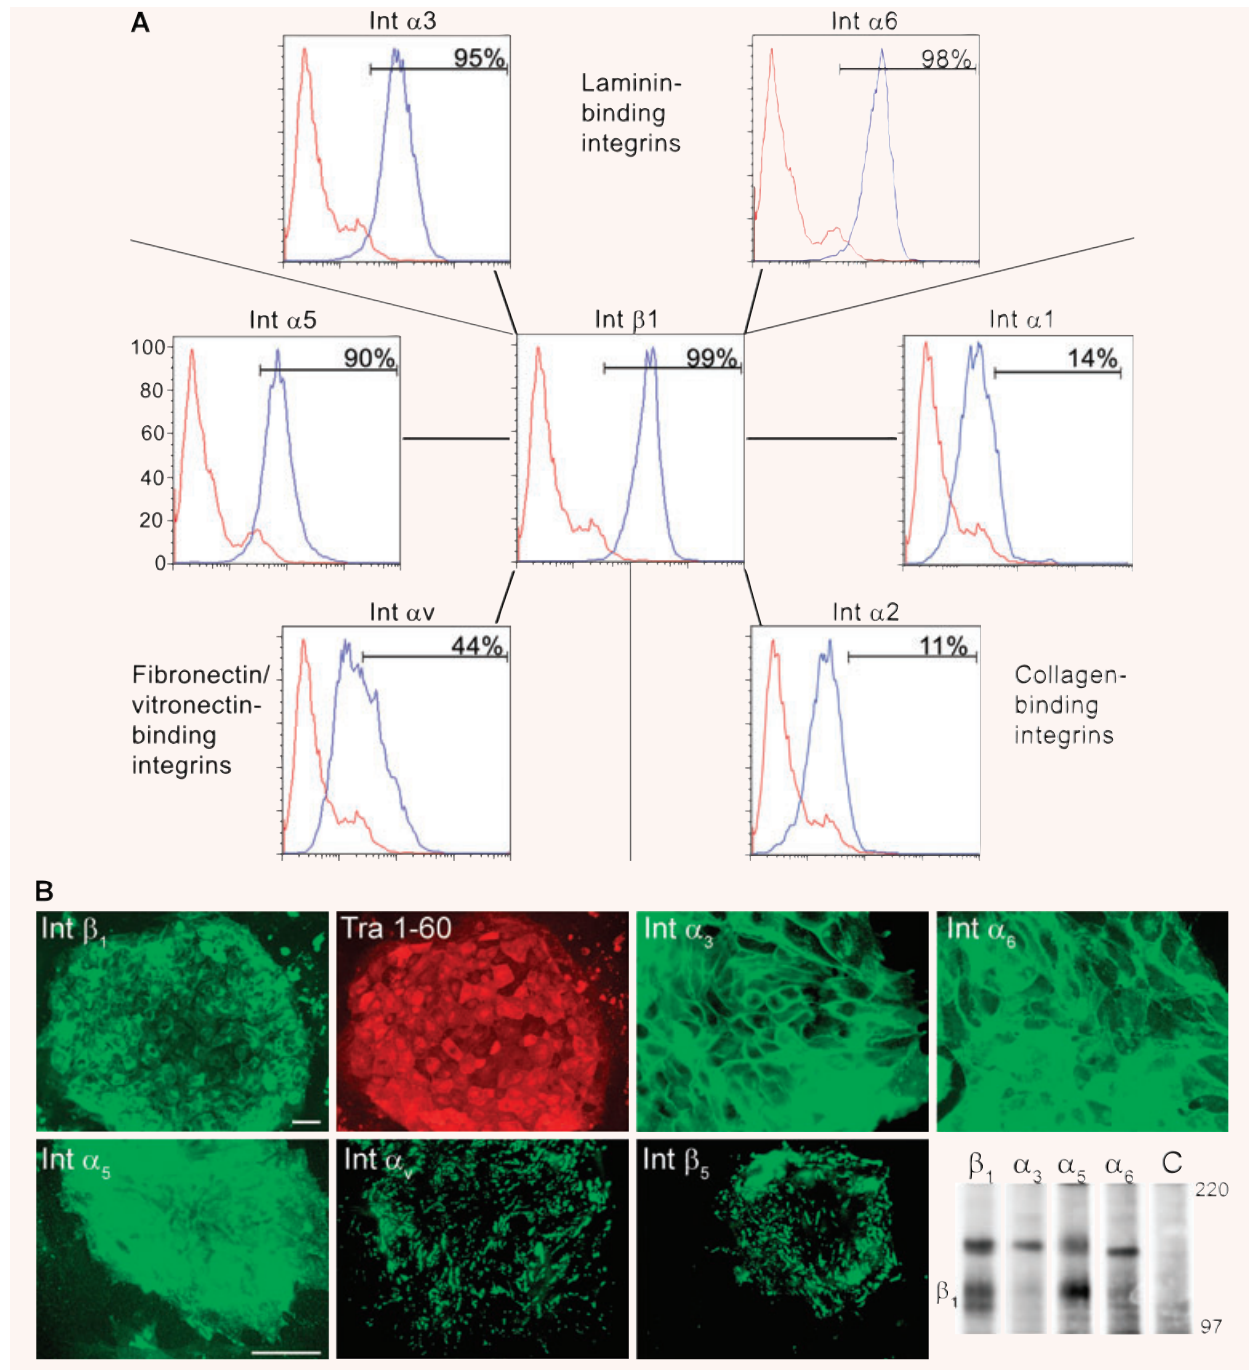 A
Int α3
95%
Laminin-
binding
integrins
Int α6
98%
Int α5
100
80
60
40
20
0
90%
Int β1
99%
Int α1
14%
Int αv
44%
Fibronectin/
vitronectin-
binding
integrins
Int α2
11%
Collagen-
binding
integrins
B
Int β1
Tra 1-60
Int α3
Int α6
Int α5
Int αv
Int β5
β1 α3 α5 α6 C
220
β1
97